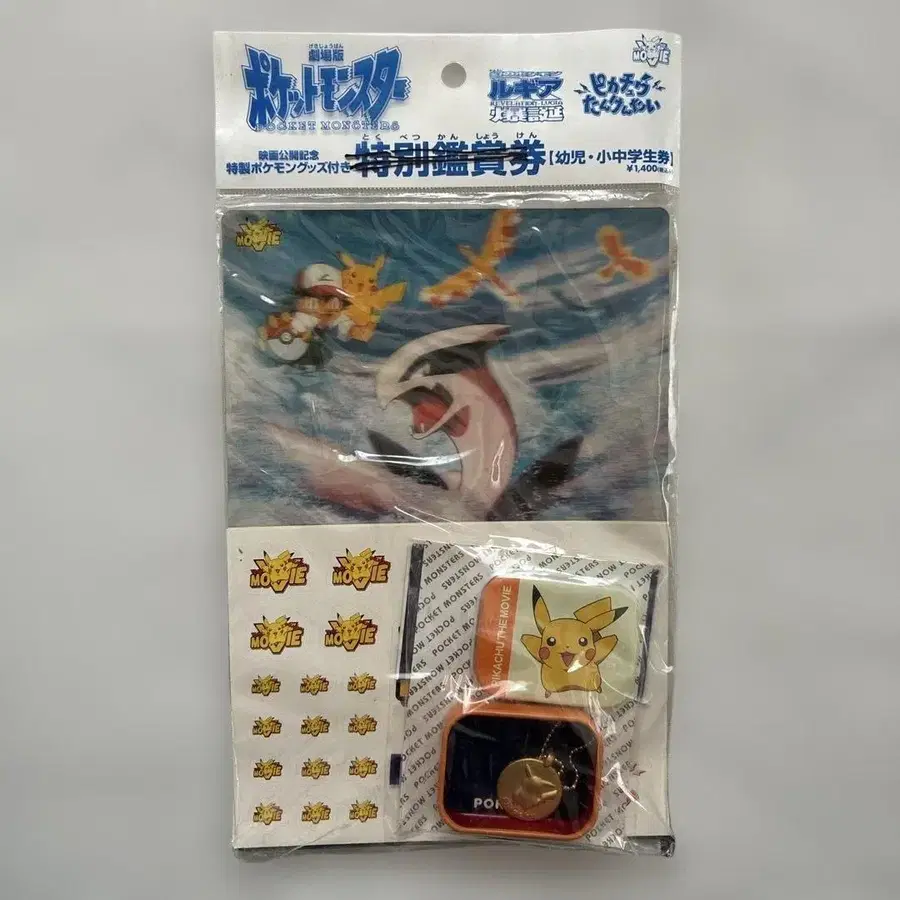 げきじょうばん
劇場版
ポケットモンスター
POCKET MONSTERS
ルギア
REVELATION-LUGIA
爆誕
ピカチュウ
たんけんたい
MOVIE
とくべつかんしょうけん
映画公開記念
特製ポケモングッズ付き
特別鑑賞券
【幼児・小中学生券】
¥1,400
MOVIE
MOVIE
MOVIE
MOVIE
MOVIE
POCKET MONSTERS
POCKET MONSTERS
POCKET MONSTERS
PIKACHU THE MOVIE